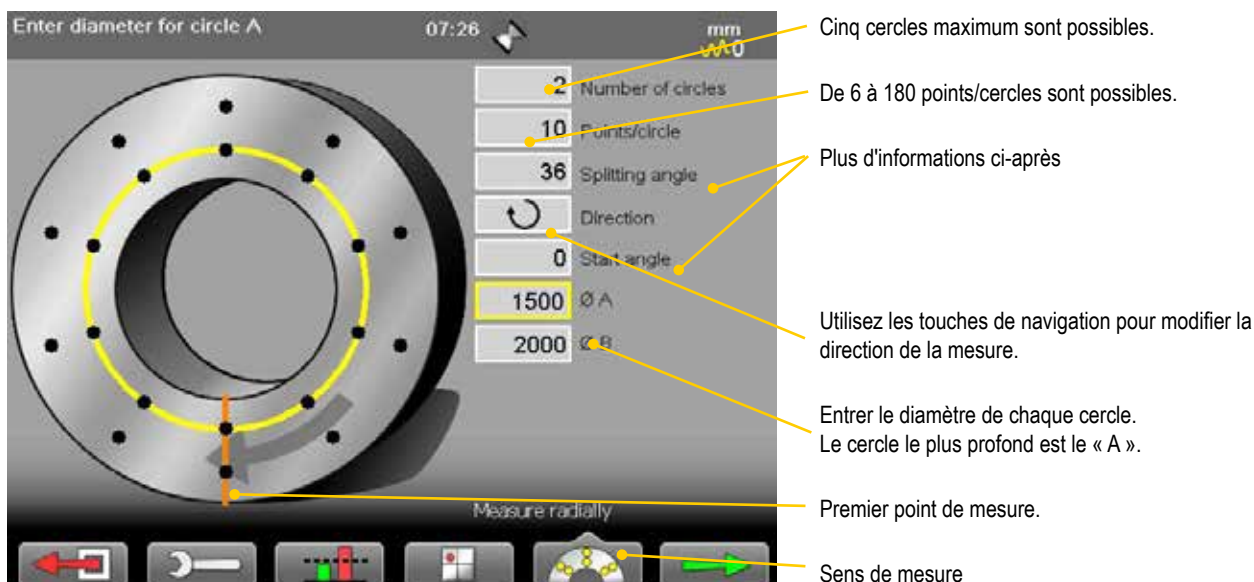 Enter diameter for circle A
07:26
mm
0
2 Number of circles
10 Points/circle
36 Splitting angle
Direction
0 Start angle
1500 Ø A
2000 Ø B
Measure radially
Cinq cercles maximum sont possibles.
De 6 à 180 points/cercles sont possibles.
Plus d'informations ci-après
Utilisez les touches de navigation pour modifier la
direction de la mesure.
Entrer le diamètre de chaque cercle.
Le cercle le plus profond est le « A ».
Premier point de mesure.
Sens de mesure